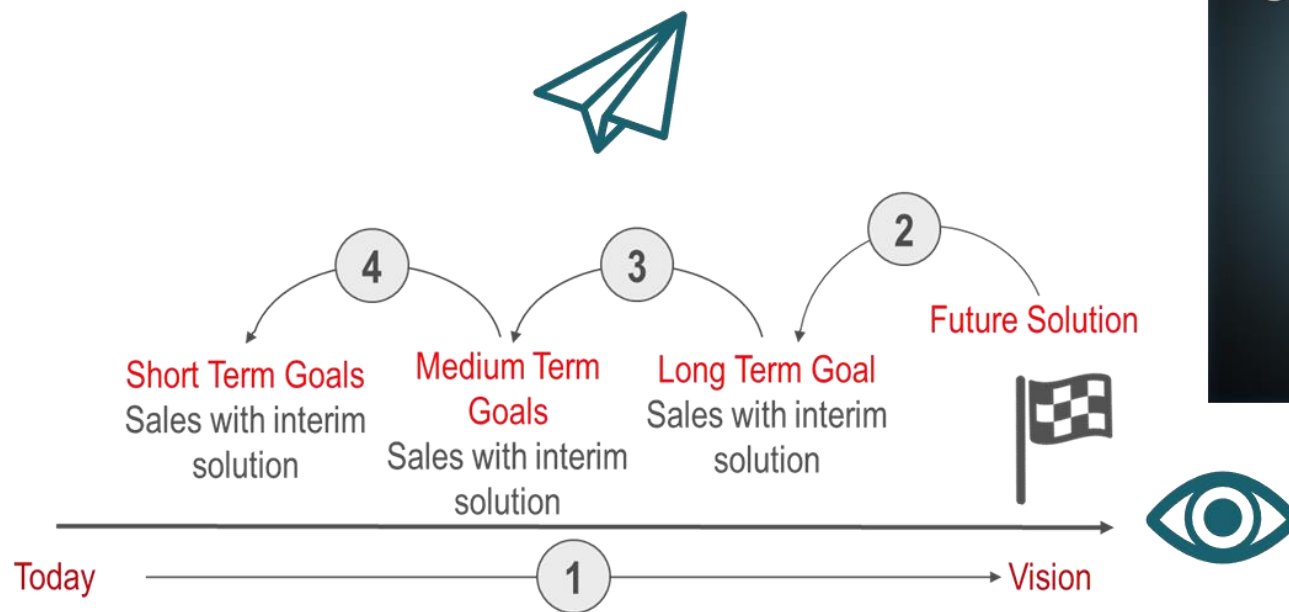 4
3
2
Future Solution
Short Term Goals
Sales with interim
solution
Medium Term
Goals
Sales with interim
solution
Long Term Goal
Sales with interim
solution
Today
1
Vision